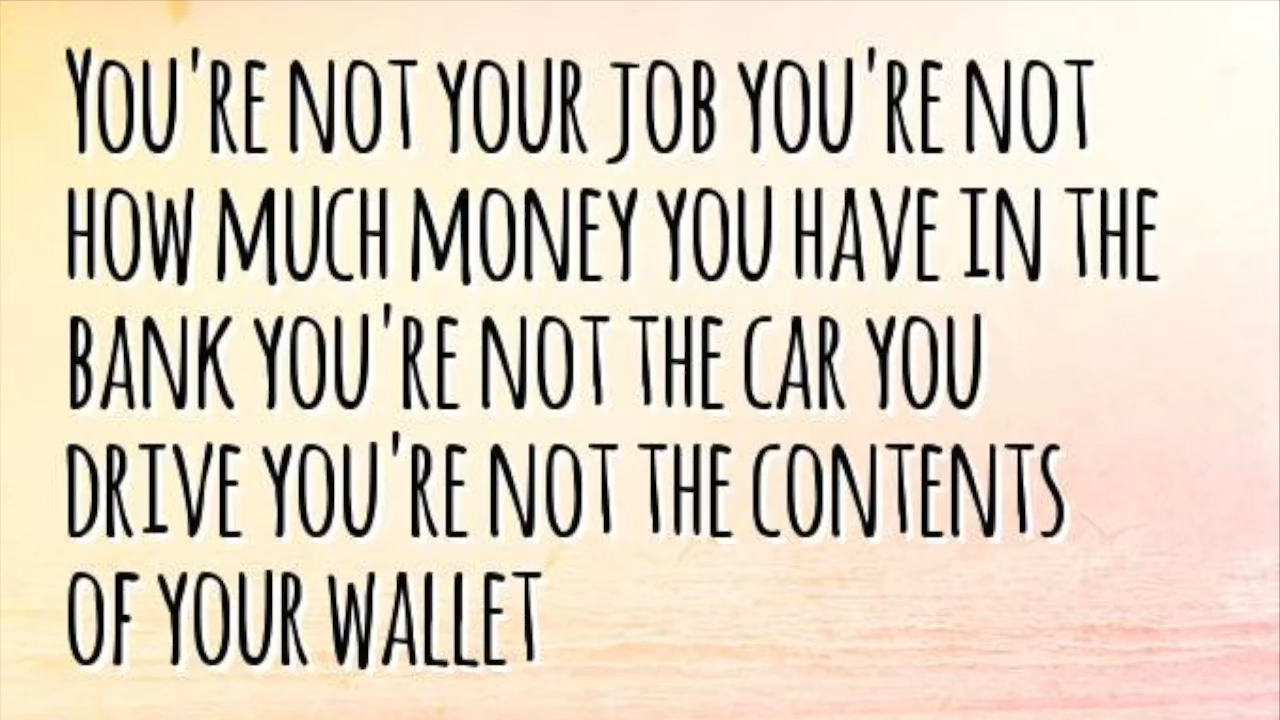 You're not your job you're not
how much money you have in the
bank you're not the car you
drive you're not the contents
of your wallet